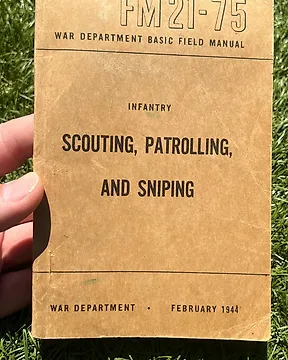 FM 21-75
WAR DEPARTMENT BASIC FIELD MANUAL
INFANTRY
SCOUTING, PATROLLING,
AND SNIPING
WAR DEPARTMENT • FEBRUARY 1944